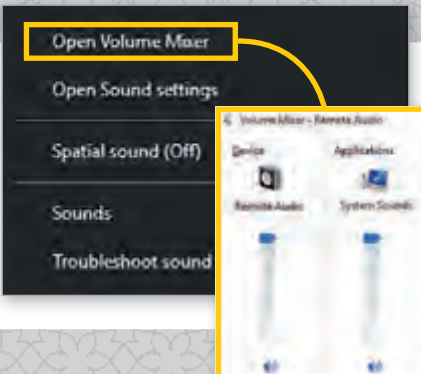 Open Volume Mixer
Open Sound settings
Spatial sound (Off)
Sounds
Troubleshoot sound
Volume Mixer - Remote Audio
Device
Applications
Remote Audio
System Sounds